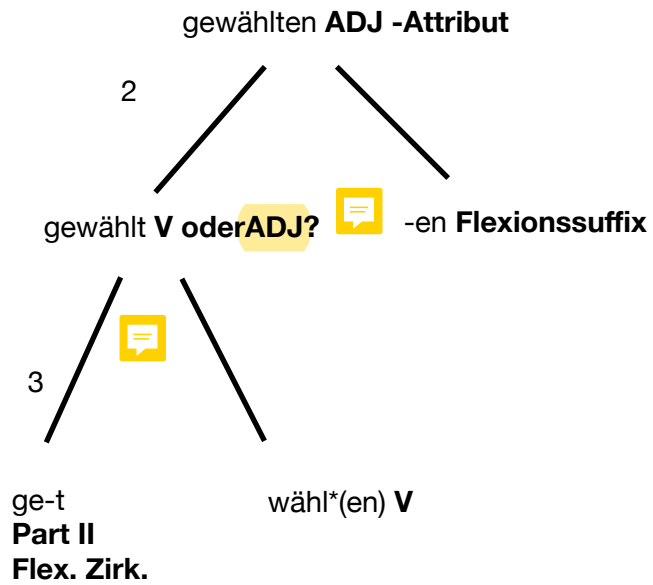 gewählten ADJ -Attribut
2
gewählt V oderADJ?
-en Flexionssuffix
3
ge-t
Part II
Flex. Zirk.
wähl*(en) V